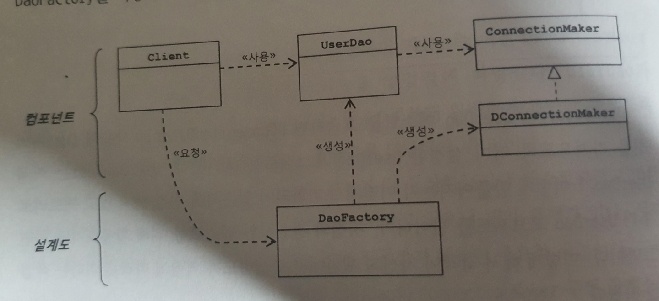 DaoFactory를
Client
«사용»
UserDao
«사용»
ConnectionMaker
컴포넌트
«요청»
«생성»
«생성»
DConnectionMaker
DaoFactory
설계도